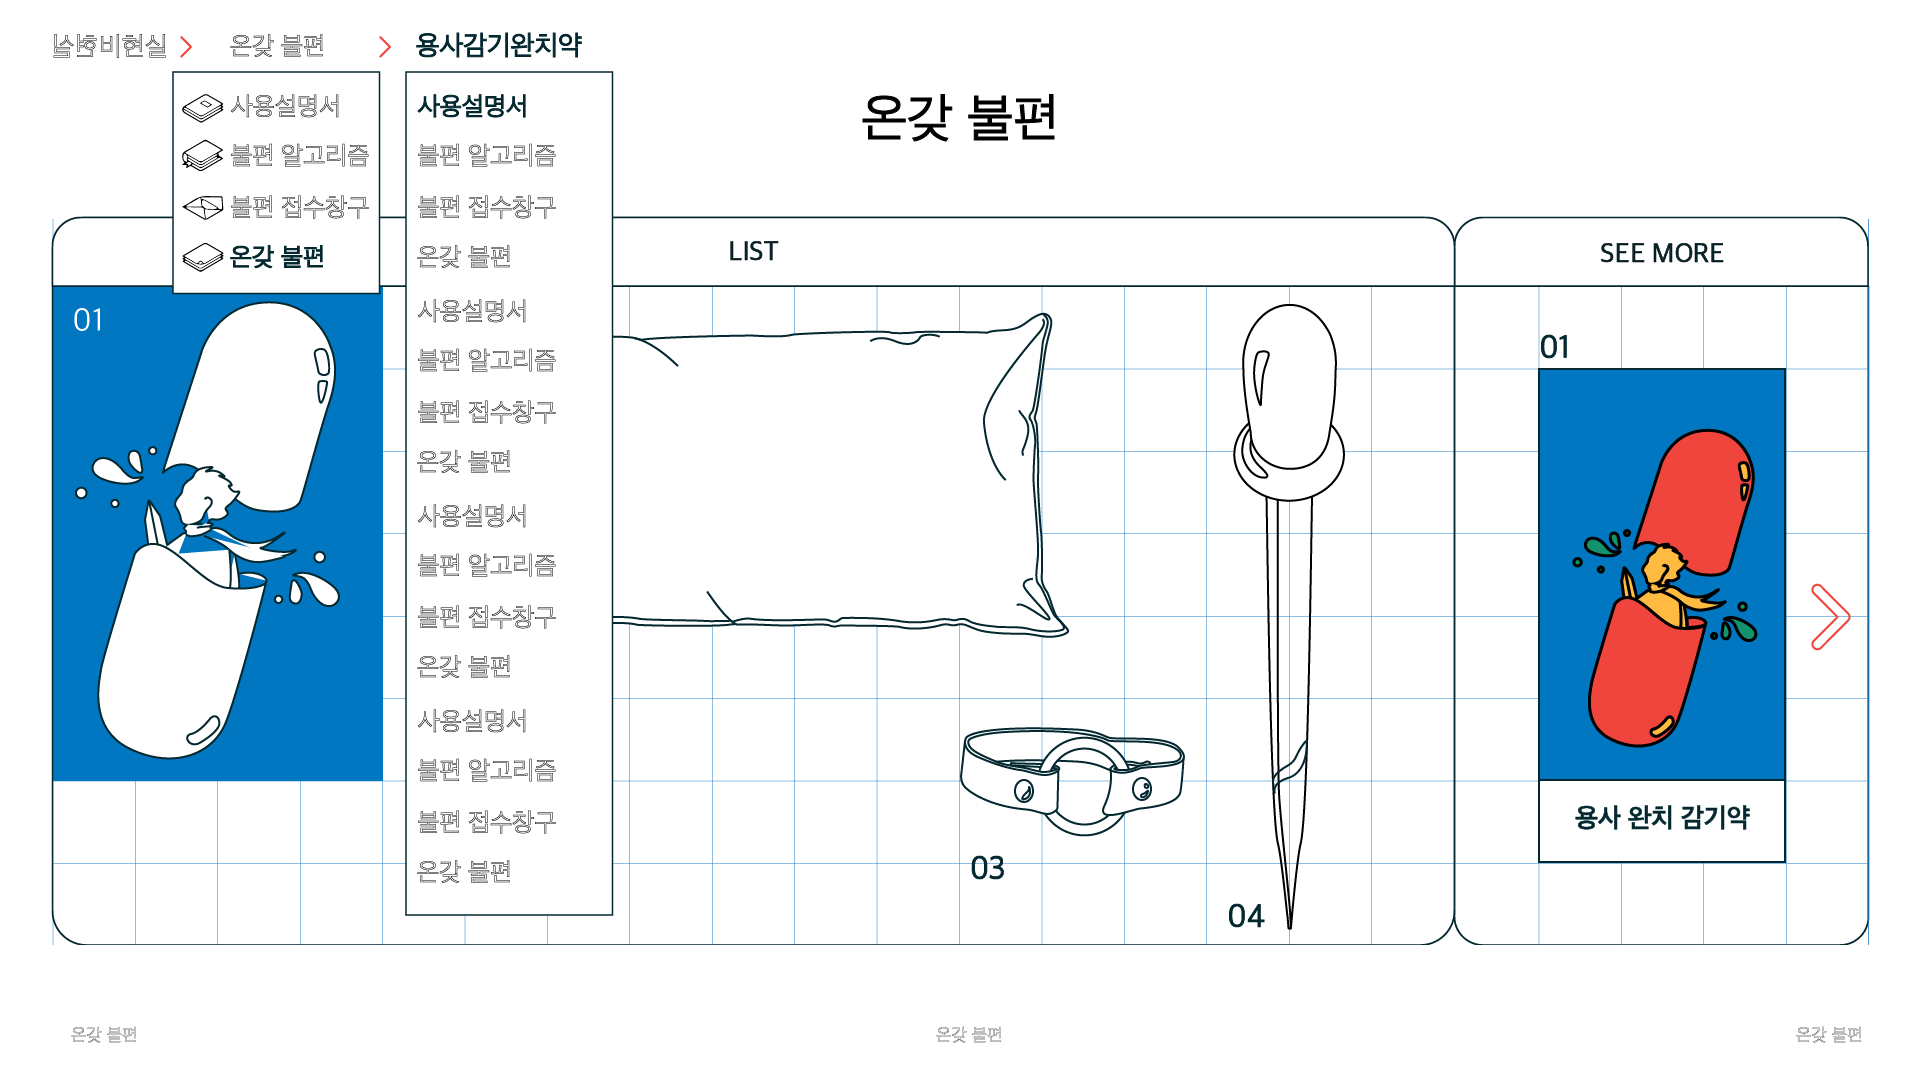 실현비현실 온갖 불편 용사감기완치약
사용설명서
불편 알고리즘
불편 접수창구
온갖 불편
사용설명서
불편 알고리즘
불편 접수창구
온갖 불편
사용설명서
불편 알고리즘
불편 접수창구
온갖 불편
사용설명서
불편 알고리즘
불편 접수창구
온갖 불편
사용설명서
불편 알고리즘
불편 접수창구
온갖 불편
온갖 불편
LIST
SEE MORE
01
03
04
01
용사 완치 감기약
온갖 불편 온갖 불편 온갖 불편